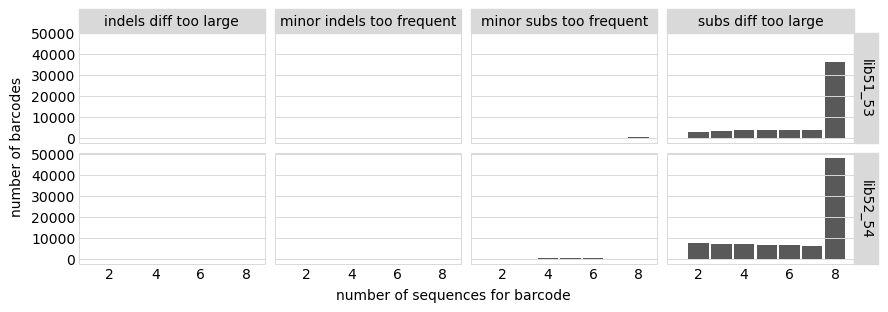 indels diff too large
minor indels too frequent
minor subs too frequent
subs diff too large
50000
40000
30000
20000
10000
0
lib51_53
50000
40000
30000
20000
10000
0
lib52_54
number of barcodes
2 4 6 8
2 4 6 8
2 4 6 8
2 4 6 8
number of sequences for barcode